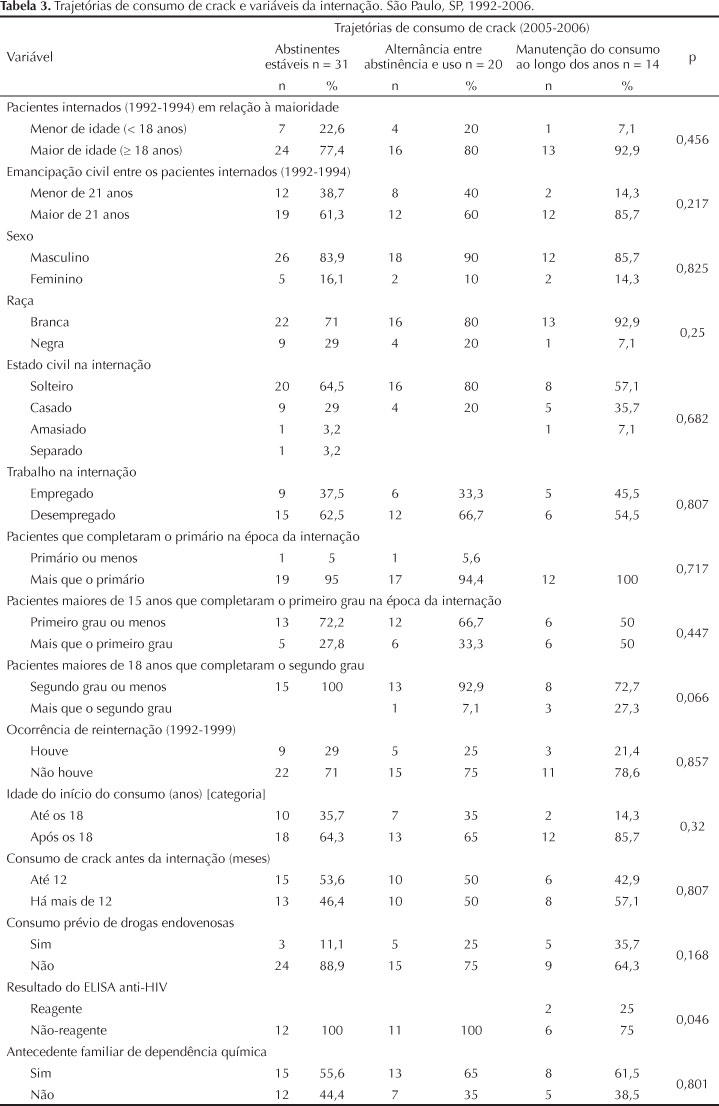 Tabela 3. Trajetórias de consumo de crack e variáveis da internação. São Paulo, SP, 1992-2006.
Trajetórias de consumo de crack (2005-2006)
Variável Abstinentes estáveis n = 31 Alternância entre abstinência e uso n = 20 Manutenção do consumo ao longo dos anos n = 14 p
n % n % n %
Pacientes internados (1992-1994) em relação à maioridade 0,456
Menor de idade (< 18 anos) 7 22,6 4 20 1 7,1
Maior de idade (≥ 18 anos) 24 77,4 16 80 13 92,9
Emancipação civil entre os pacientes internados (1992-1994) 0,217
Menor de 21 anos 12 38,7 8 40 2 14,3
Maior de 21 anos 19 61,3 12 60 12 85,7
Sexo 0,825
Masculino 26 83,9 18 90 12 85,7
Feminino 5 16,1 2 10 2 14,3
Raça 0,25
Branca 22 71 16 80 13 92,9
Negra 9 29 4 20 1 7,1
Estado civil na internação 0,682
Solteiro 20 64,5 16 80 8 57,1
Casado 9 29 4 20 5 35,7
Amasiado 1 3,2 1 7,1
Separado 1 3,2
Trabalho na internação 0,807
Empregado 9 37,5 6 33,3 5 45,5
Desempregado 15 62,5 12 66,7 6 54,5
Pacientes que completaram o primário na época da internação 0,717
Primário ou menos 1 5 1 5,6
Mais que o primário 19 95 17 94,4 12 100
Pacientes maiores de 15 anos que completaram o primeiro grau na época da internação 0,447
Primeiro grau ou menos 13 72,2 12 66,7 6 50
Mais que o primeiro grau 5 27,8 6 33,3 6 50
Pacientes maiores de 18 anos que completaram o segundo grau 0,066
Segundo grau ou menos 15 100 13 92,9 8 72,7
Mais que o segundo grau 1 7,1 3 27,3
Ocorrência de reinternação (1992-1999) 0,857
Houve 9 29 5 25 3 21,4
Não houve 22 71 15 75 11 78,6
Idade do início do consumo (anos) [categoria] 0,32
Até os 18 10 35,7 7 35 2 14,3
Após os 18 18 64,3 13 65 12 85,7
Consumo de crack antes da internação (meses) 0,807
Até 12 15 53,6 10 50 6 42,9
Há mais de 12 13 46,4 10 50 8 57,1
Consumo prévio de drogas endovenosas 0,168
Sim 3 11,1 5 25 5 35,7
Não 24 88,9 15 75 9 64,3
Resultado do ELISA anti-HIV 0,046
Reagente 2 25
Não-reagente 12 100 11 100 6 75
Antecedente familiar de dependência química 0,801
Sim 15 55,6 13 65 8 61,5
Não 12 44,4 7 35 5 38,5